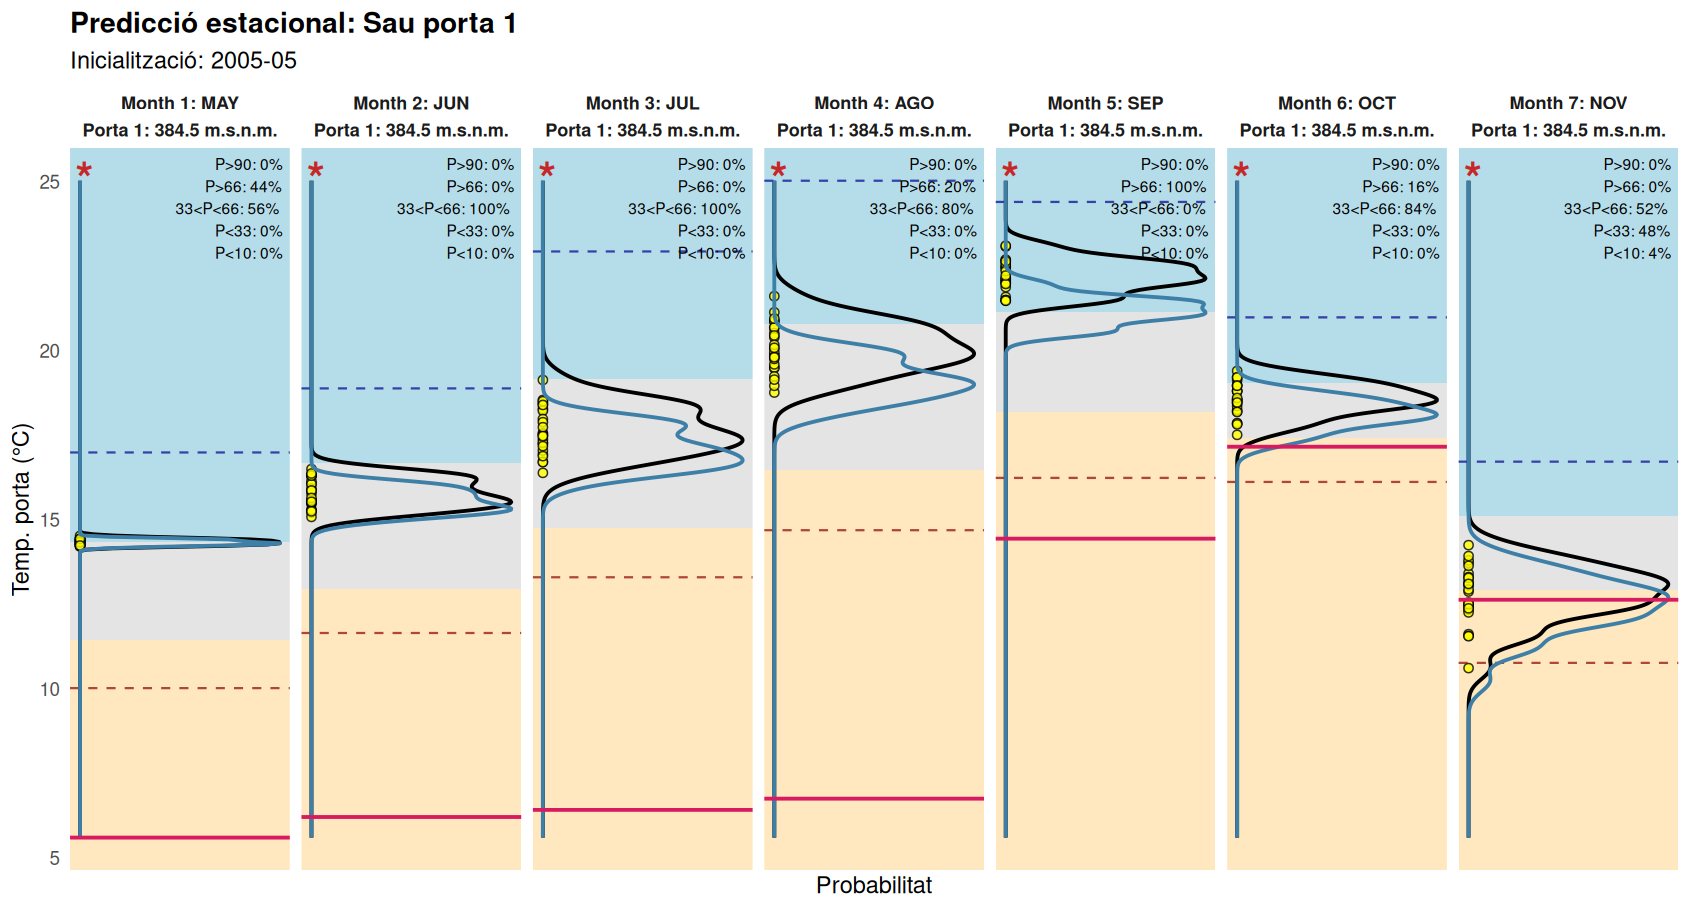 Predicció estacional: Sau porta 1
Inicialització: 2005-05
Month 1: MAY
Porta 1: 384.5 m.s.n.m.
Month 2: JUN
Porta 1: 384.5 m.s.n.m.
Month 3: JUL
Porta 1: 384.5 m.s.n.m.
Month 4: AGO
Porta 1: 384.5 m.s.n.m.
Month 5: SEP
Porta 1: 384.5 m.s.n.m.
Month 6: OCT
Porta 1: 384.5 m.s.n.m.
Month 7: NOV
Porta 1: 384.5 m.s.n.m.
*
P>90: 0%
P>66: 44%
33<P<66: 56%
P<33: 0%
P<10: 0%
*
P>90: 0%
P>66: 0%
33<P<66: 100%
P<33: 0%
P<10: 0%
*
P>90: 0%
P>66: 0%
33<P<66: 100%
P<33: 0%
P<10: 0%
*
P>90: 0%
P>66: 20%
33<P<66: 80%
P<33: 0%
P<10: 0%
*
P>90: 0%
P>66: 100%
33<P<66: 0%
P<33: 0%
P<10: 0%
*
P>90: 0%
P>66: 16%
33<P<66: 84%
P<33: 0%
P<10: 0%
*
P>90: 0%
P>66: 0%
33<P<66: 52%
P<33: 48%
P<10: 4%
25
20
15
10
5
Temp. porta (°C)
Probabilitat